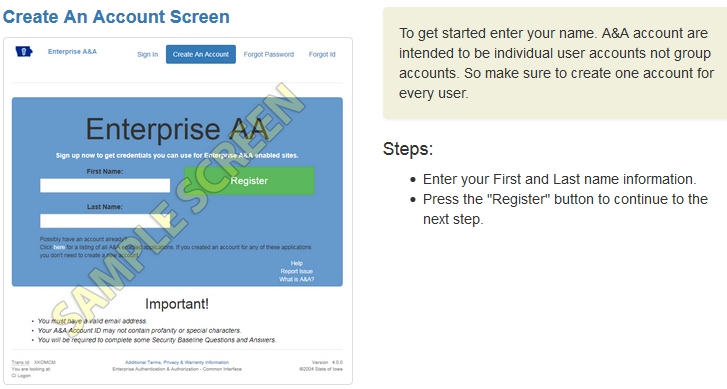 Create An Account Screen
Enterprise A&A
Sign In
Create An Account
Forgot Password
Forgot Id
Enterprise AA
Sign up now to get credentials you can use for Enterprise A&A enabled sites.
First Name:
Register
Last Name:
Possibly have an account already?
Click here for a listing of all A&A enabled applications. If you created an account for any of these applications
you don't need to create a new account.
Help
Report Issue
What is A&A?
SAMPLE SCREEN
Important!
You must have a valid email address.
Your A&A Account ID may not contain profanity or special characters.
You will be required to complete some Security Baseline Questions and Answers.
Trans Id: XXDMCM
You are looking at:
CI Logon
Additional Terms, Privacy & Warranty Information
Enterprise Authentication & Authorization - Common Interface
Version 4.0.0
©2004 State of Iowa
To get started enter your name. A&A account are
intended to be individual user accounts not group
accounts. So make sure to create one account for
every user.
Steps:
Enter your First and Last name information.
Press the "Register" button to continue to the
next step.